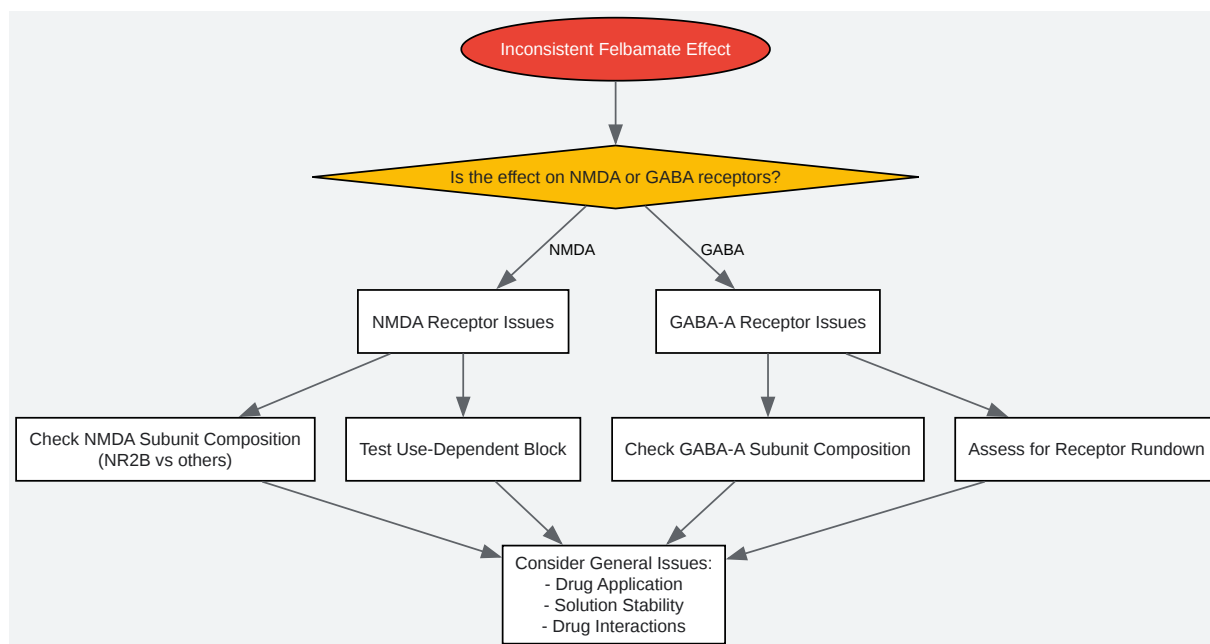 Inconsistent Felbamate Effect
Is the effect on NMDA or GABA receptors?
NMDA
GABA
NMDA Receptor Issues
GABA-A Receptor Issues
Check NMDA Subunit Composition
(NR2B vs others)
Test Use-Dependent Block
Check GABA-A Subunit Composition
Assess for Receptor Rundown
Consider General Issues:
- Drug Application
- Solution Stability
- Drug Interactions